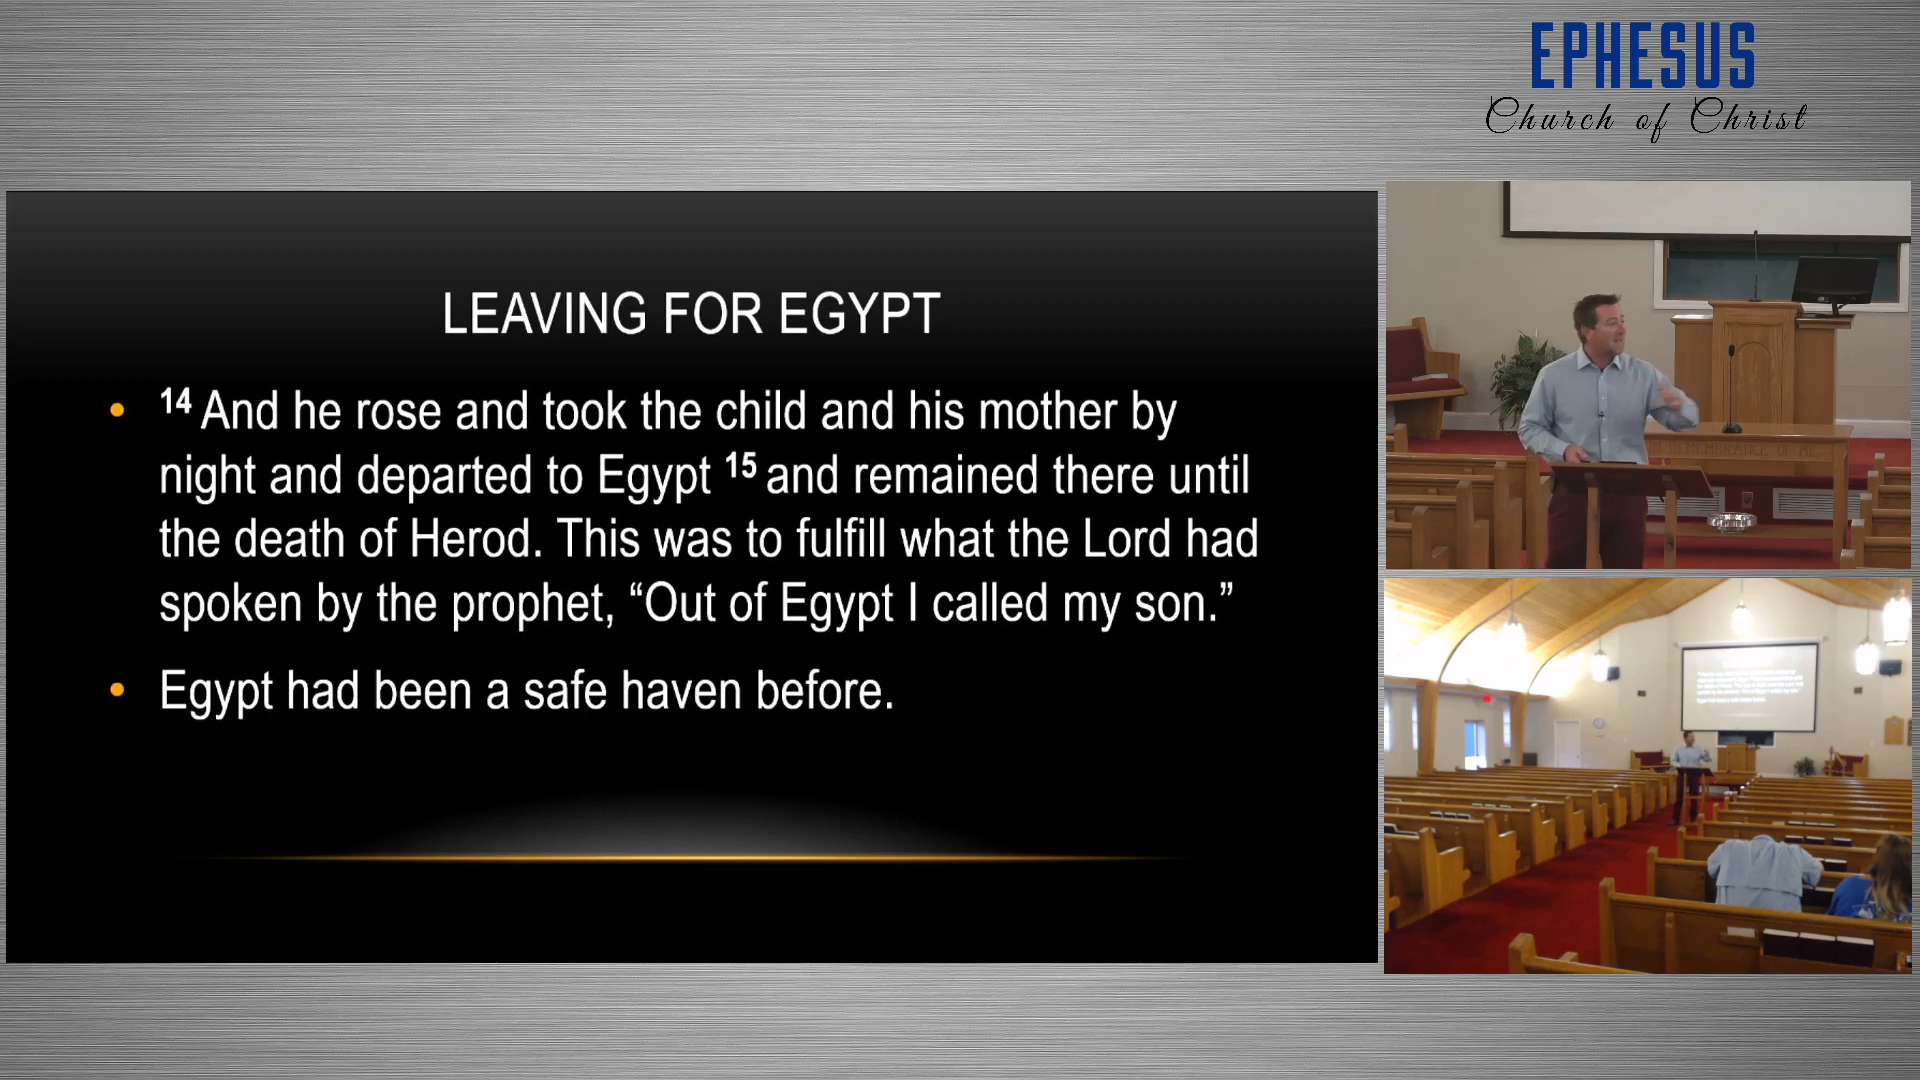 EPHESUS
Church of Christ
LEAVING FOR EGYPT
• 14 And he rose and took the child and his mother by
night and departed to Egypt 15 and remained there until
the death of Herod. This was to fulfill what the Lord had
spoken by the prophet, “Out of Egypt I called my son.”
• Egypt had been a safe haven before.
REMEMBRANCE OF ME